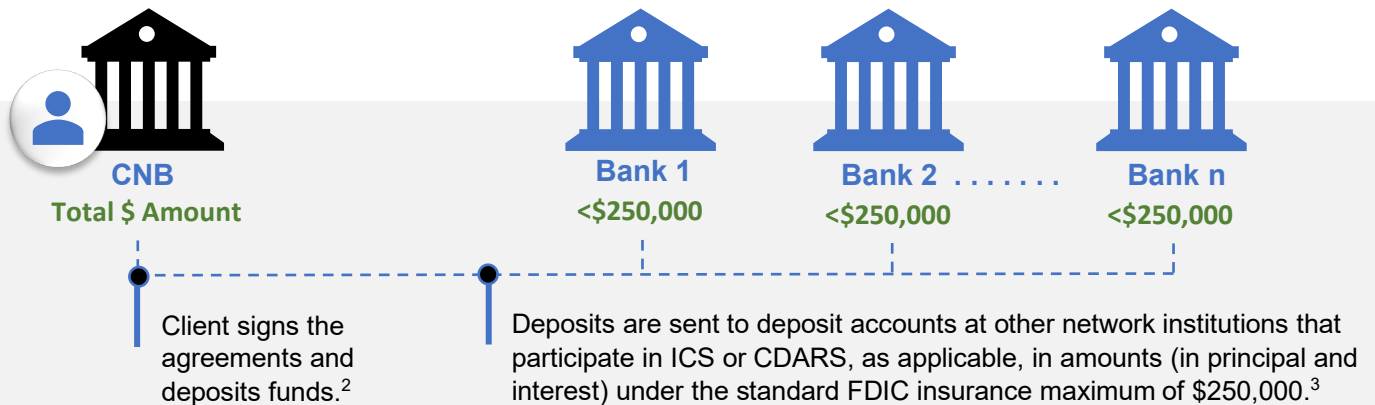 CNB
Total $ Amount
Bank 1
<$250,000
Bank 2 . . . . . . .
<$250,000
Bank n
<$250,000
Client signs the
agreements and
deposits funds.2
Deposits are sent to deposit accounts at other network institutions that
participate in ICS or CDARS, as applicable, in amounts (in principal and
interest) under the standard FDIC insurance maximum of $250,000.3